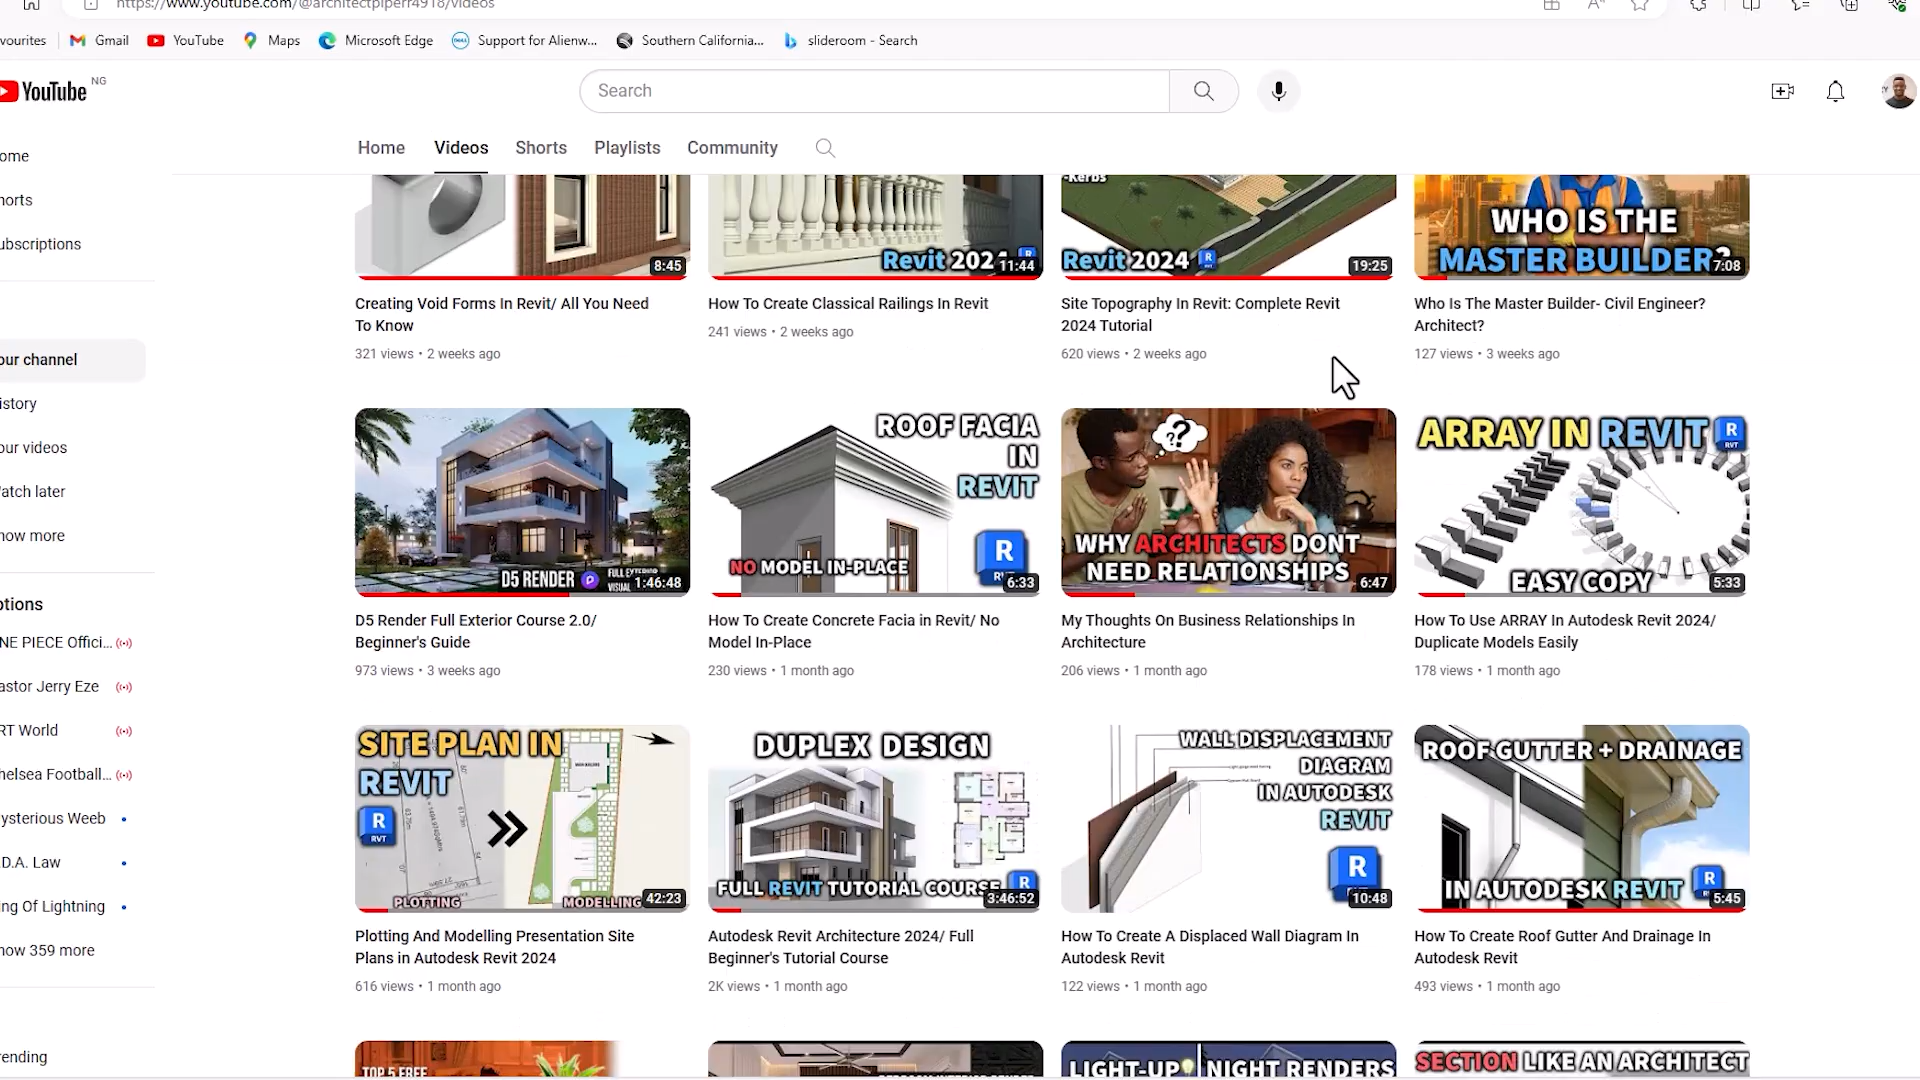 https://www.youtube.com/@architectpiperr4918/videos
vourites
Gmail
YouTube
Maps
Microsoft Edge
Support for Alienw...
Southern California...
slideroom - Search
YouTube
NG
Search
Home
Videos
Shorts
Playlists
Community
ome
horts
ubscriptions
our channel
istory
our videos
atch later
how more
ptions
NE PIECE Offici...
astor Jerry Eze
RT World
helsea Football...
ysterious Weeb
.D.A. Law
ing Of Lightning
how 359 more
rending
8:45
Creating Void Forms In Revit/ All You Need
To Know
321 views • 2 weeks ago
Revit 2024
11:44
How To Create Classical Railings In Revit
241 views • 2 weeks ago
-Kerbs
Revit 2024
19:25
Site Topography In Revit: Complete Revit
2024 Tutorial
620 views • 2 weeks ago
WHO IS THE
MASTER BUILDER?
7:08
Who Is The Master Builder- Civil Engineer?
Architect?
127 views • 3 weeks ago
D5 RENDER
1:46:48
D5 Render Full Exterior Course 2.0/
Beginner's Guide
973 views • 3 weeks ago
ROOF FACIA
IN
REVIT
R
NO MODEL IN-PLACE
6:33
How To Create Concrete Facia in Revit/ No
Model In-Place
230 views • 1 month ago
?
WHY ARCHITECTS DONT
NEED RELATIONSHIPS
6:47
My Thoughts On Business Relationships In
Architecture
206 views • 1 month ago
ARRAY IN REVIT
R
RVT
EASY COPY
5:33
How To Use ARRAY In Autodesk Revit 2024/
Duplicate Models Easily
178 views • 1 month ago
SITE PLAN IN
REVIT
R
RVT
PLOTTING
MODELLING
42:23
Plotting And Modelling Presentation Site
Plans in Autodesk Revit 2024
616 views • 1 month ago
DUPLEX DESIGN
FULL REVIT TUTORIAL COURSE
R
3:46:52
Autodesk Revit Architecture 2024/ Full
Beginner's Tutorial Course
2K views • 1 month ago
WALL DISPLACEMENT
DIAGRAM
IN AUTODESK
REVIT
R
10:48
How To Create A Displaced Wall Diagram In
Autodesk Revit
122 views • 1 month ago
ROOF GUTTER + DRAINAGE
IN AUTODESK REVIT
R
5:45
How To Create Roof Gutter And Drainage In
Autodesk Revit
493 views • 1 month ago
TOP 5 FREE
LIGHT-UP
NIGHT RENDERS
SECTION LIKE AN ARCHITECT